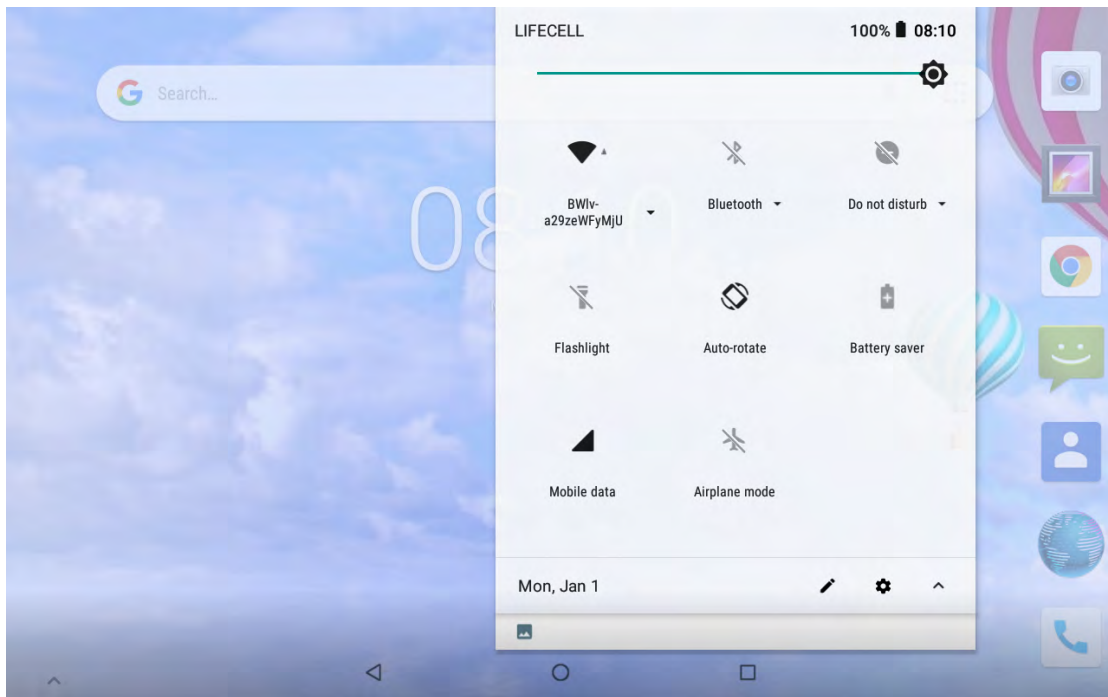 LIFECELL
100% 08:10
Search...
BWlv-
a29zeWFyMjU
Bluetooth
Do not disturb
Flashlight
Auto-rotate
Battery saver
Mobile data
Airplane mode
Mon, Jan 1